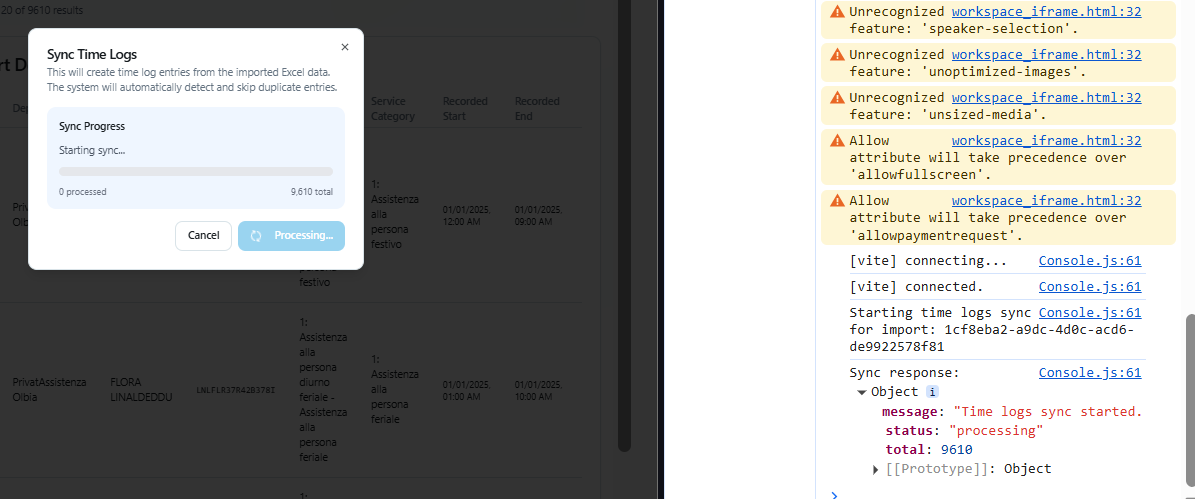 20 of 9610 results
Sync Time Logs
This will create time log entries from the imported Excel data.
The system will automatically detect and skip duplicate entries.
Sync Progress
Starting sync...
0 processed
9,610 total
Cancel
Processing...
rt D
De
Service
Category
Recorded
Start
Recorded
End
Priv
Olb
1:
Assistenza
alla
persona
festivo
01/01/2025,
12:00 AM
01/01/2025,
09:00 AM
persona
festivo
PrivatAssistenza
Olbia
FLORA
LINALDEDDU
LNLFLR37R42B378I
1:
Assistenza
alla
persona
diurno
feriale -
Assistenza
alla
persona
feriale
1:
Assistenza
alla
persona
feriale
01/01/2025,
01:00 AM
01/01/2025,
10:00 AM
1:
1:
Unrecognized workspace_iframe.html:32
feature: 'speaker-selection'.
Unrecognized workspace_iframe.html:32
feature: 'unoptimized-images'.
Unrecognized workspace_iframe.html:32
feature: 'unsized-media'.
Allow workspace_iframe.html:32
attribute will take precedence over
'allowfullscreen'.
Allow workspace_iframe.html:32
attribute will take precedence over
'allowpaymentrequest'.
[vite] connecting... Console.js:61
[vite] connected. Console.js:61
Starting time logs sync Console.js:61
for import: 1cf8eba2-a9dc-4d0c-acd6-
de9922578f81
Sync response: Console.js:61
Object i
message: "Time logs sync started.
status: "processing"
total: 9610
[[Prototype]]: Object